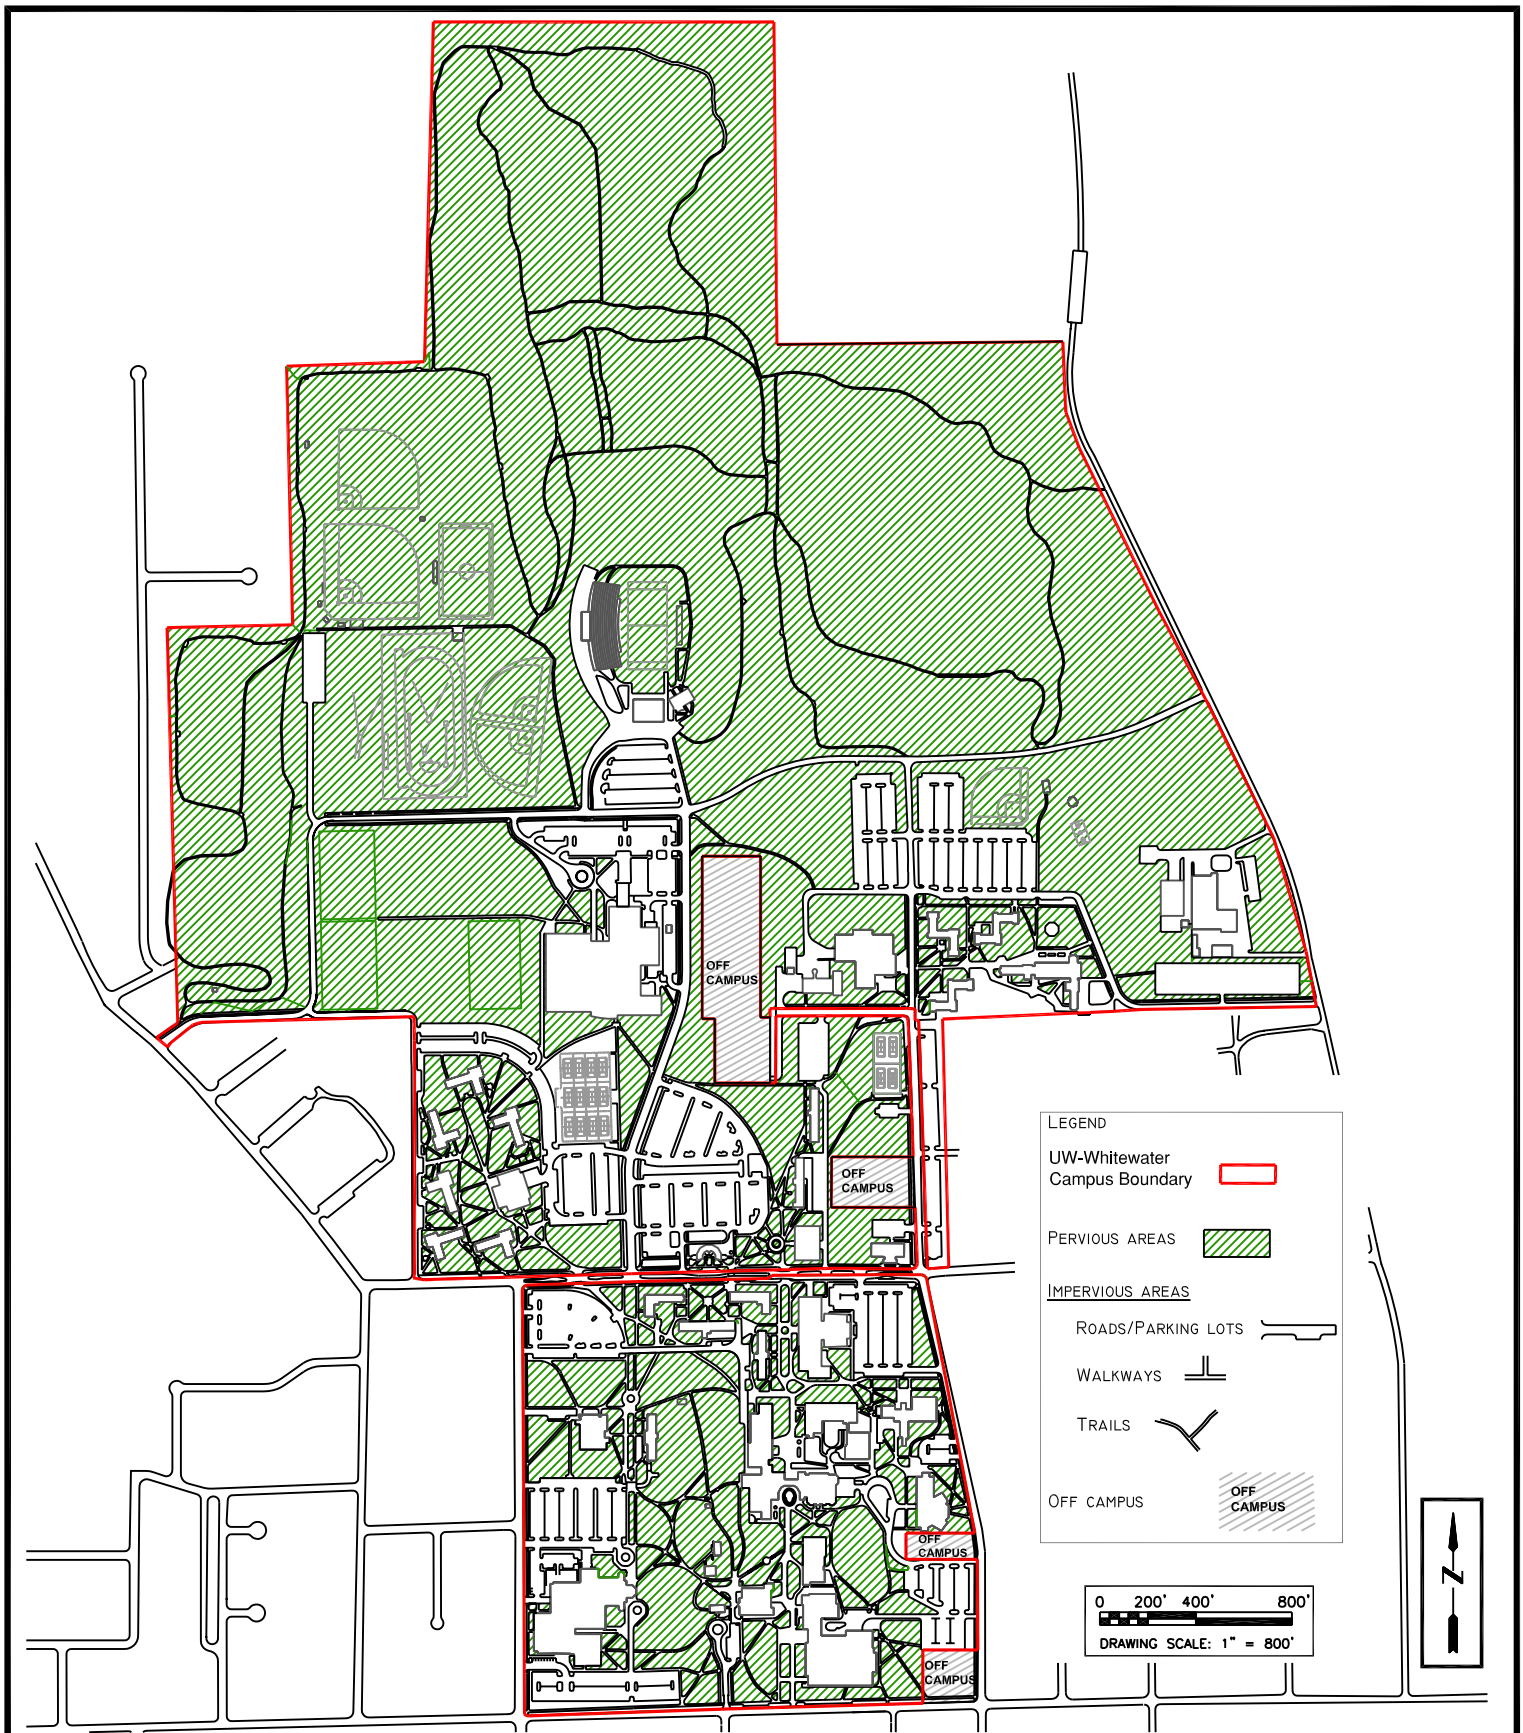 OFF
CAMPUS
OFF
CAMPUS
LEGEND
UW-Whitewater
Campus Boundary
PERVIOUS AREAS
IMPERVIOUS AREAS
ROADS/PARKING LOTS
WALKWAYS
TRAILS
OFF CAMPUS
OFF
CAMPUS
OFF
CAMPUS
N
0 200' 400' 800'
DRAWING SCALE: 1" = 800'
OFF
CAMPUS